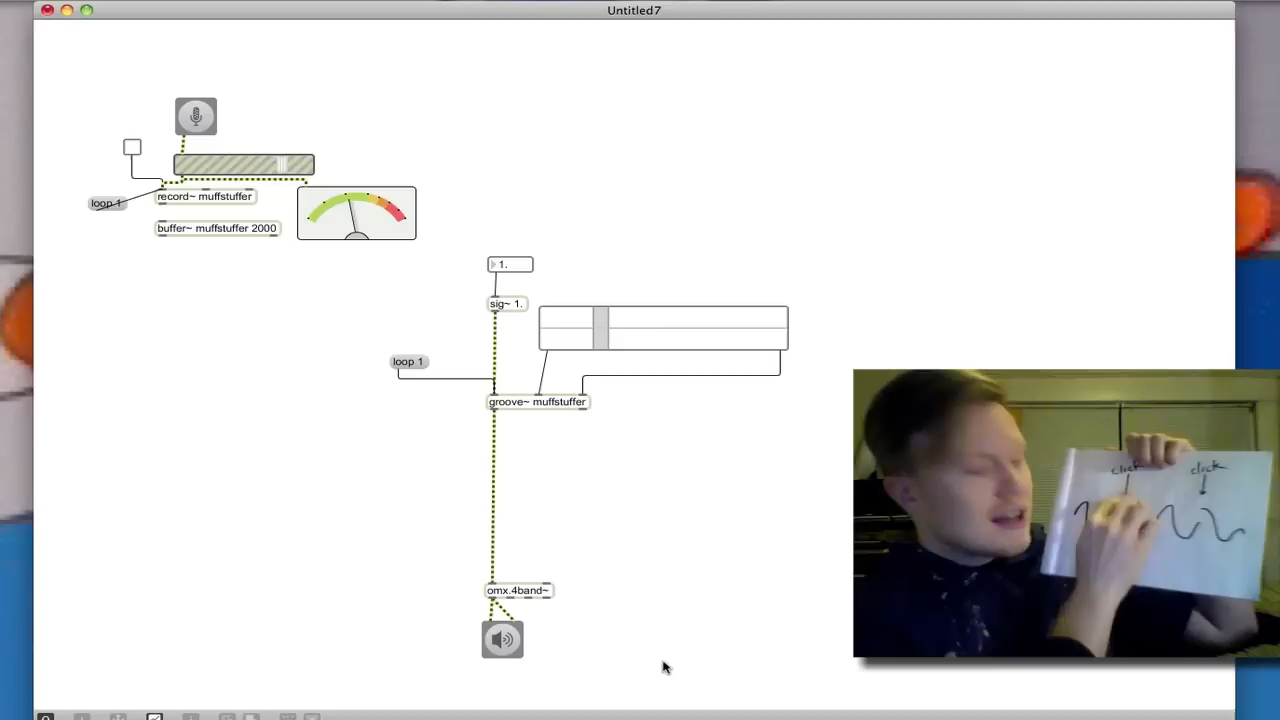 Untitled7
loop 1
record~ muffstuffer
buffer~ muffstuffer 2000
1.
sig~ 1.
loop 1
groove~ muffstuffer
omx.4band~
click
click